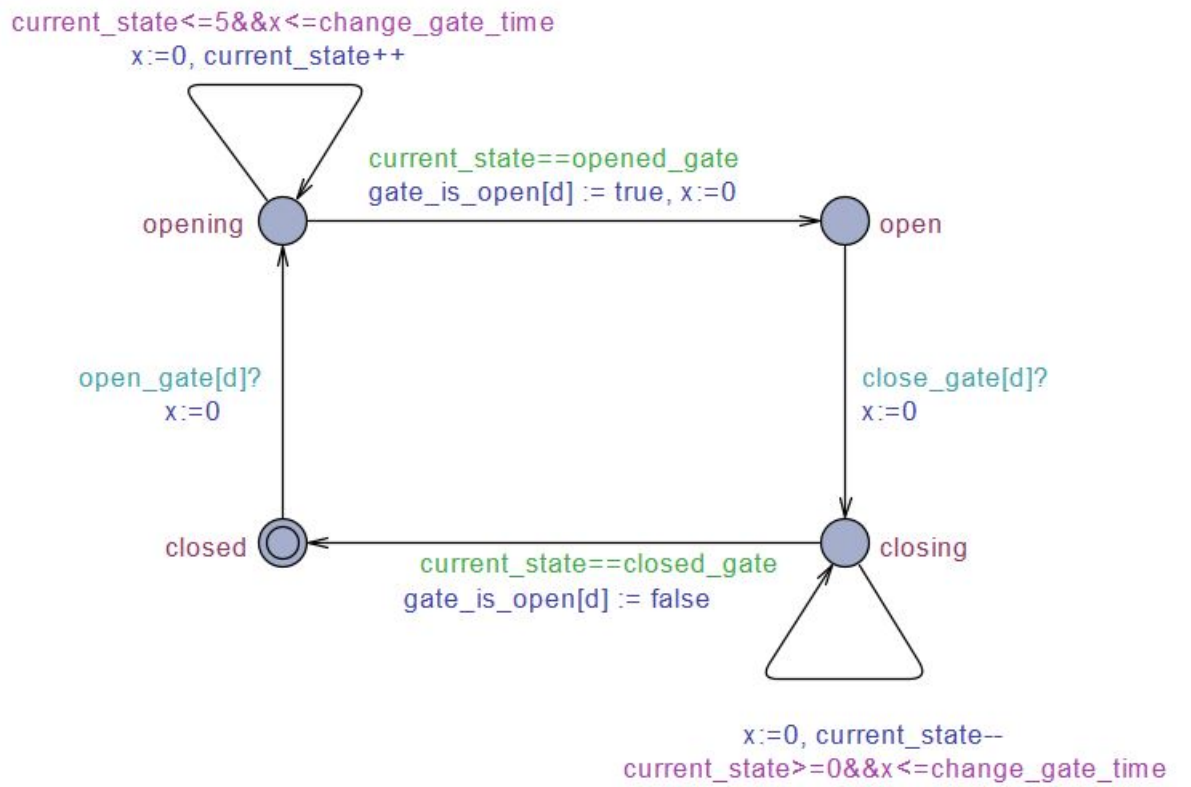 current_state<=5&&x<=change_gate_time
x:=0, current_state++
current_state==opened_gate
gate_is_open[d] := true, x:=0
opening
open
open_gate[d]?
x:=0
close_gate[d]?
x:=0
closed
closing
current_state==closed_gate
gate_is_open[d] := false
x:=0, current_state--
current_state>=0&&x<=change_gate_time